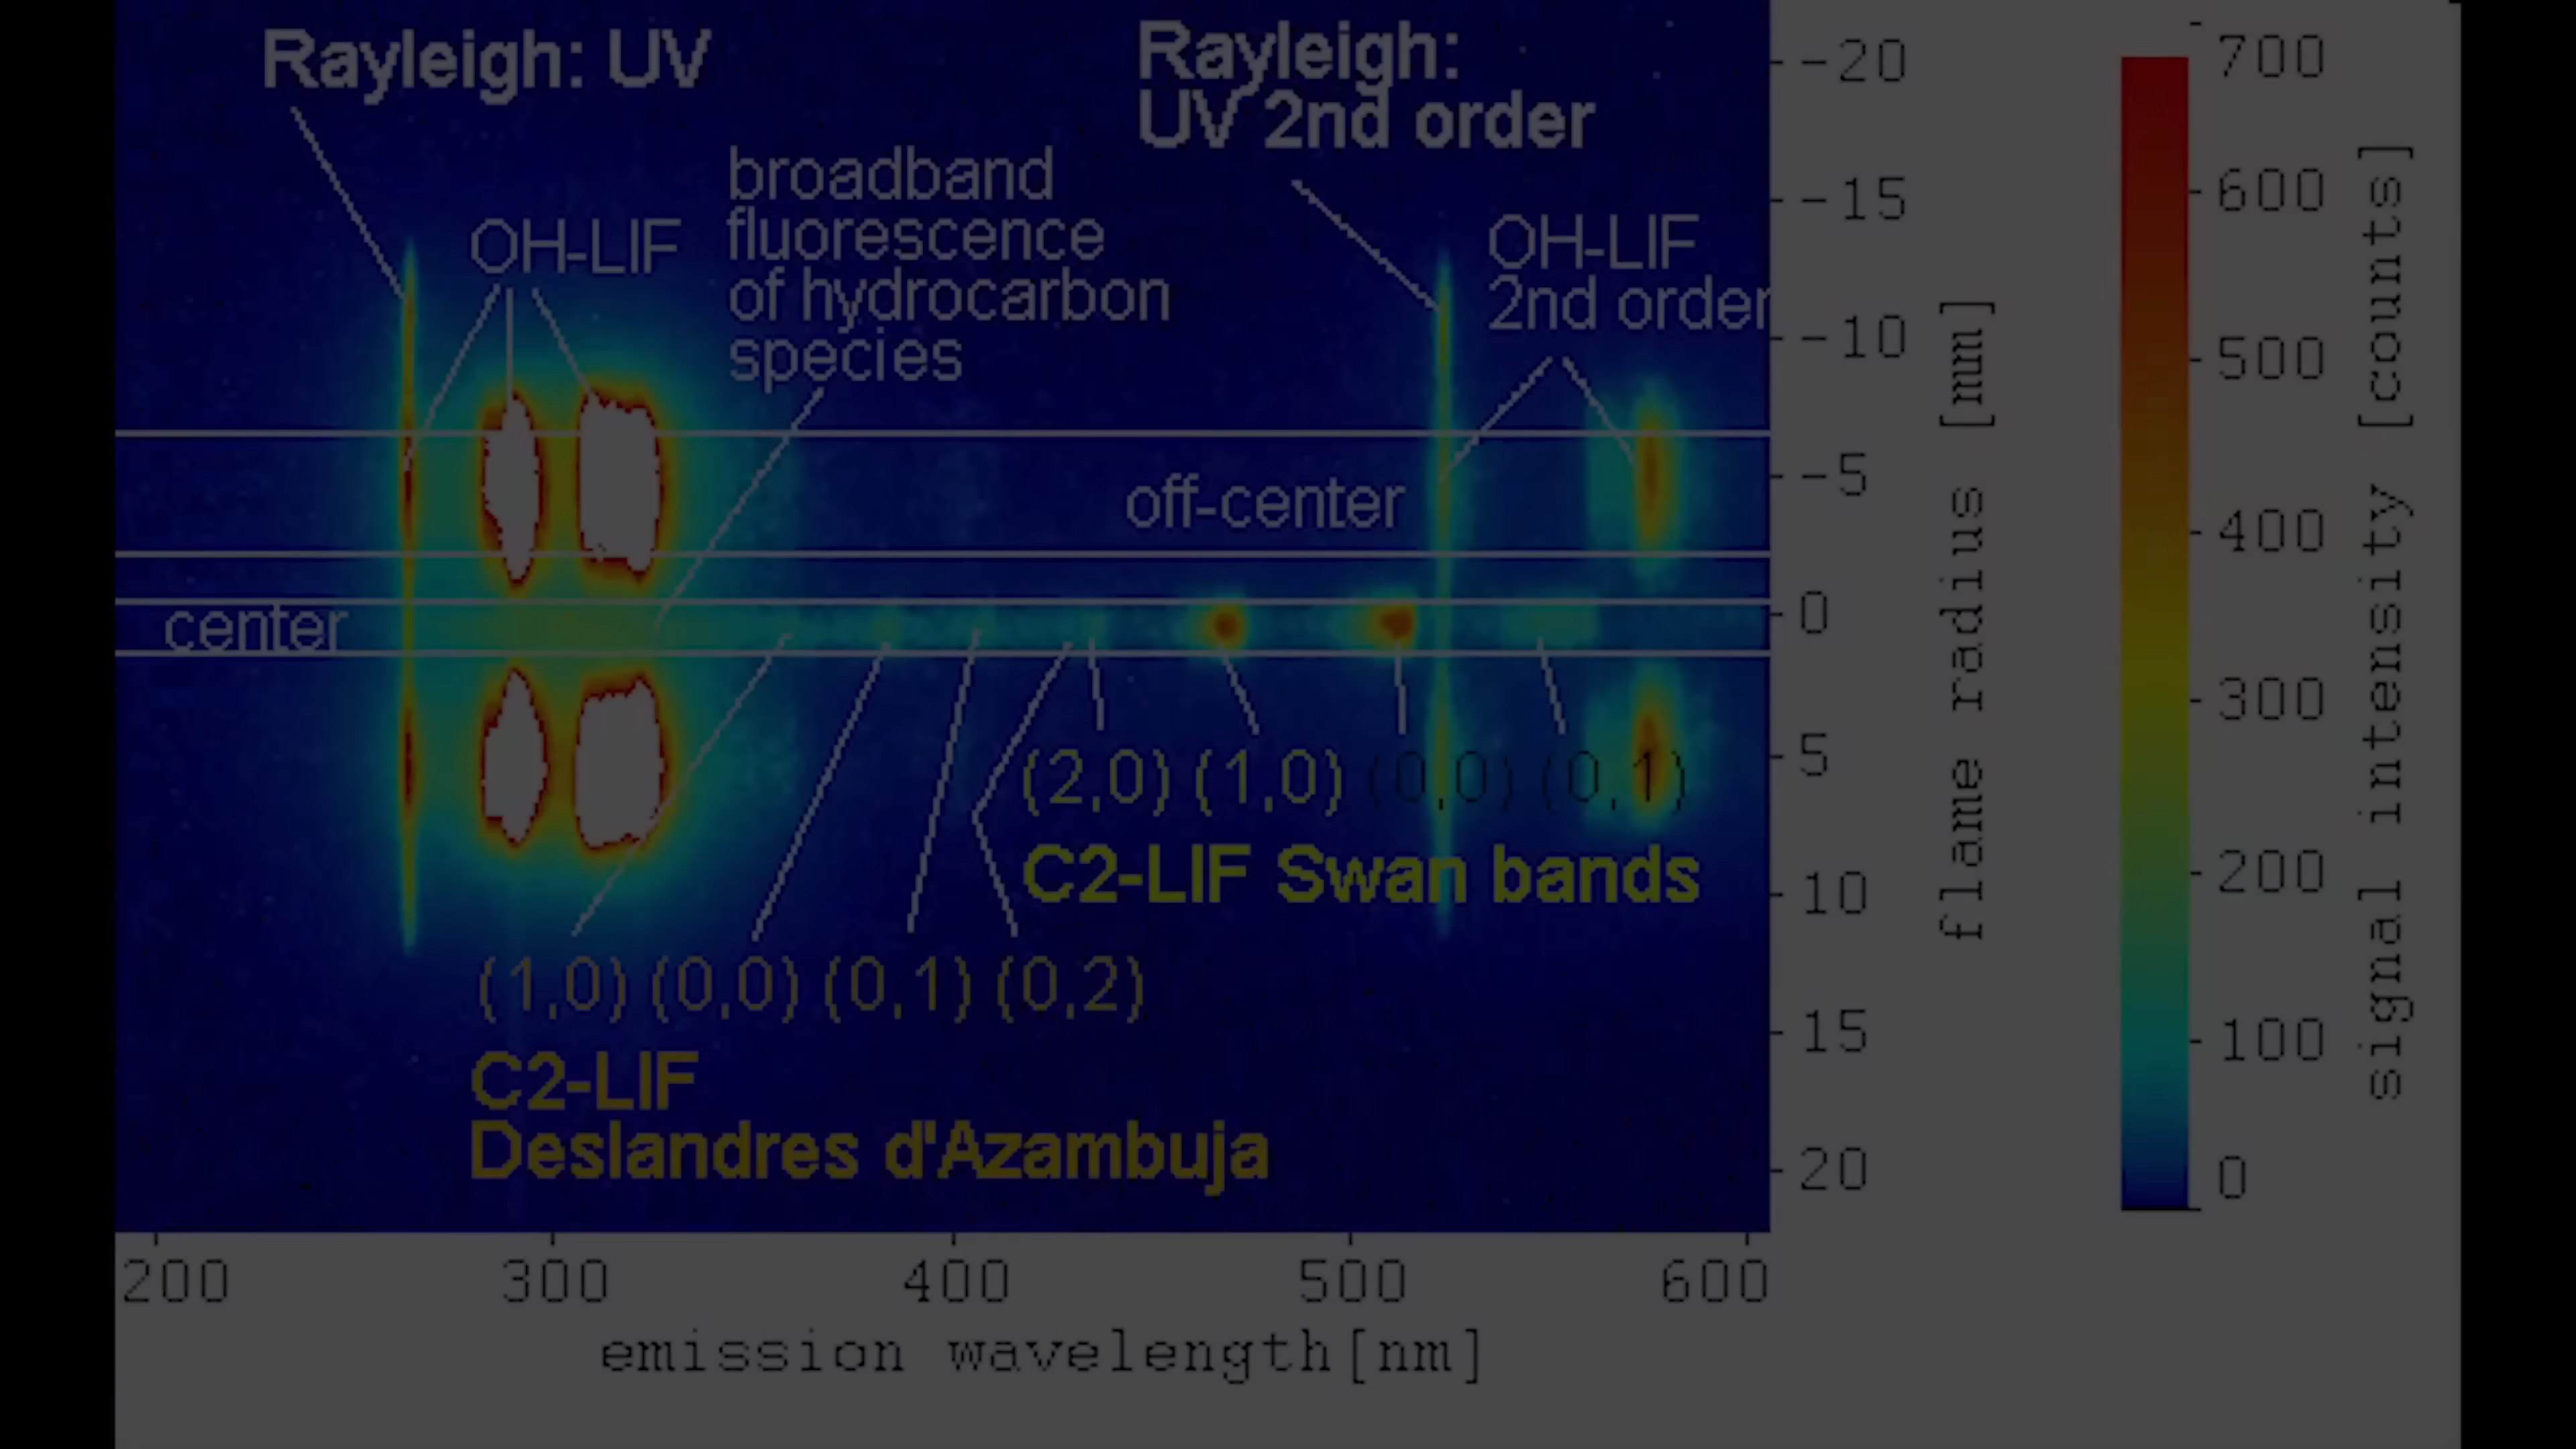 Rayleigh: UV
Rayleigh:
UV 2nd order
broadband
fluorescence
of hydrocarbon
species
OH-LIF
OH-LIF
2nd order
off-center
center
(2,0) (1,0) (0,0) (0,1)
C2-LIF Swan bands
(1,0) (0,0) (0,1) (0,2)
C2-LIF
Deslandres d'Azambuja
200 300 400 500 600
emission wavelength[nm]
-20
-15
-10
-5
0
5
10
15
20
flame radius [mm]
700
600
500
400
300
200
100
0
signal intensity [counts]